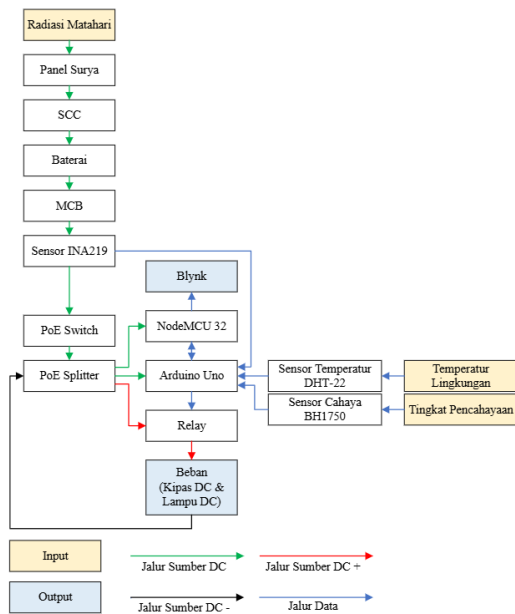 Radiasi Matahari
Panel Surya
SCC
Baterai
MCB
Sensor INA219
Blynk
PoE Switch
NodeMCU 32
PoE Splitter
Arduino Uno
Sensor Temperatur
DHT-22
Temperatur
Lingkungan
Sensor Cahaya
BH1750
Tingkat Pencahayaan
Relay
Beban
(Kipas DC &
Lampu DC)
Input
Jalur Sumber DC
Jalur Sumber DC +
Output
Jalur Sumber DC -
Jalur Data